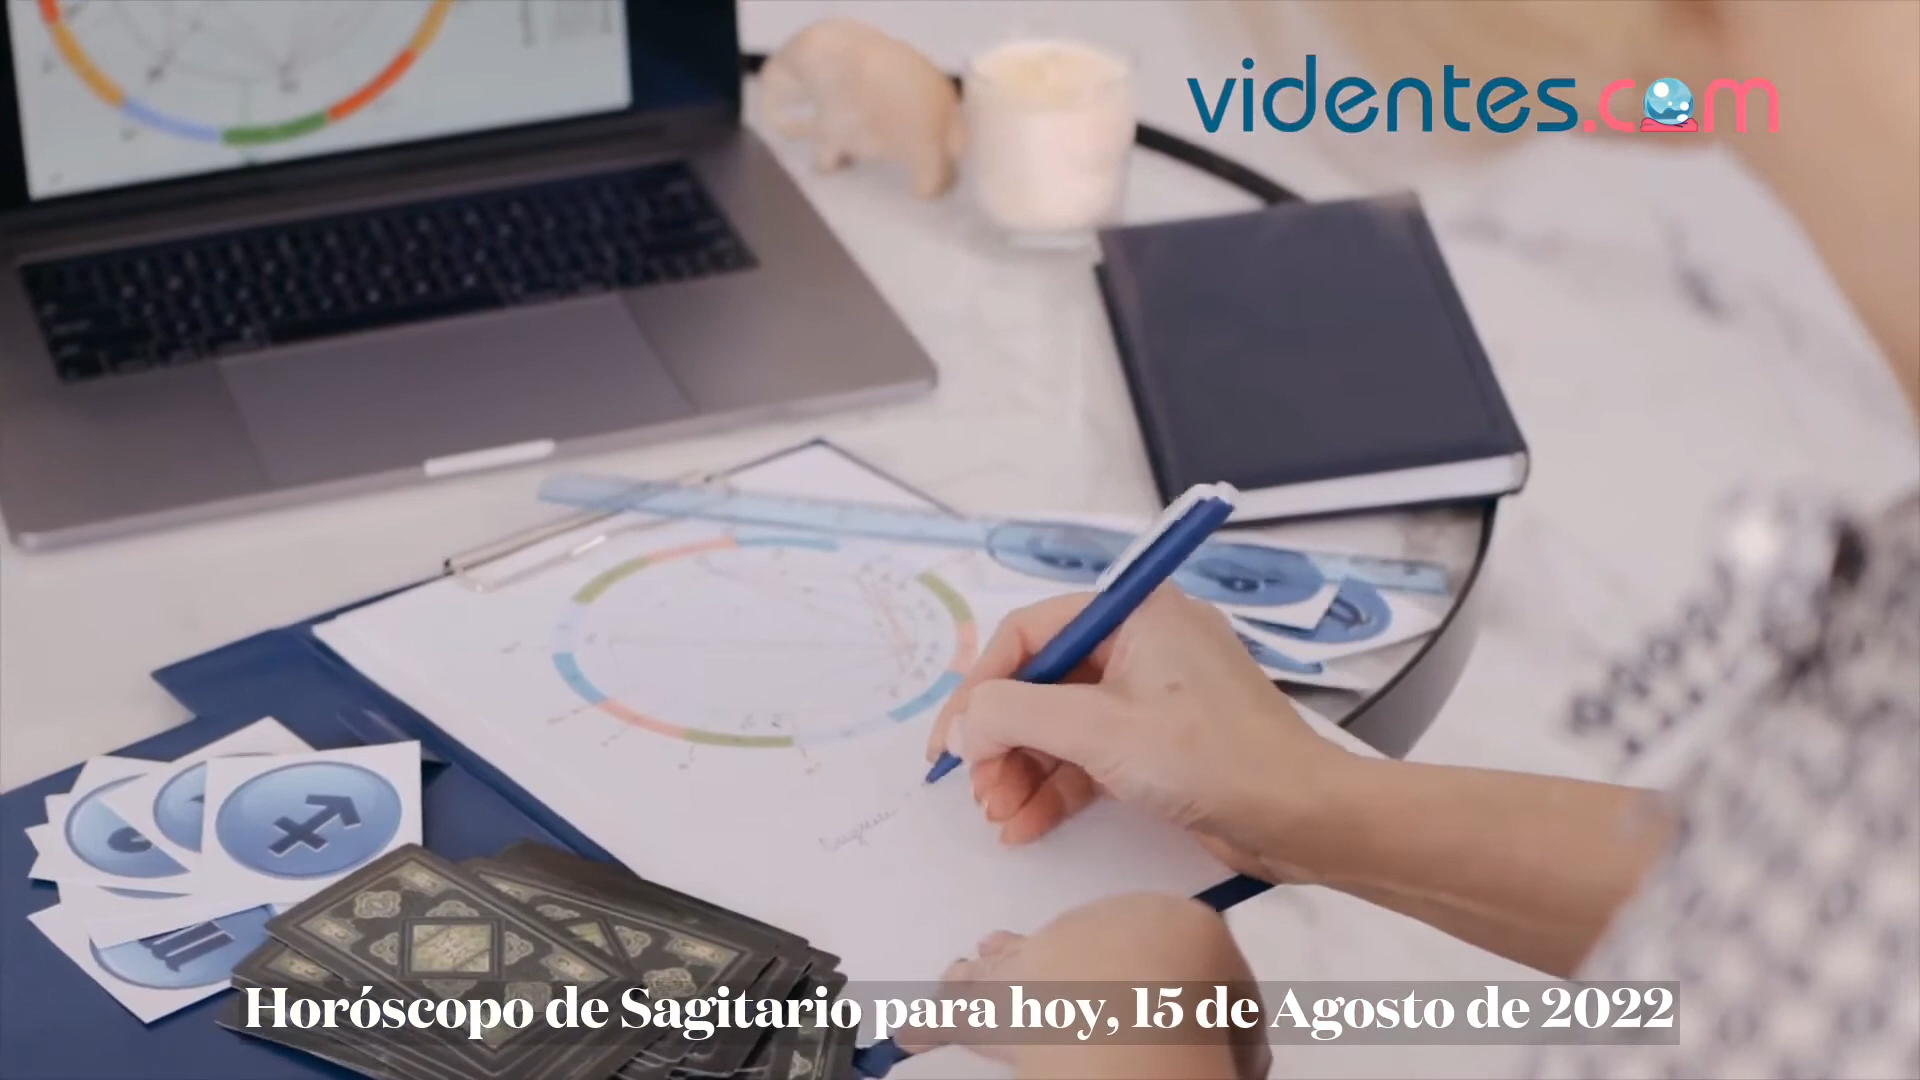 videntes.com
Horóscopo de Sagitario para hoy, 15 de Agosto de 2022